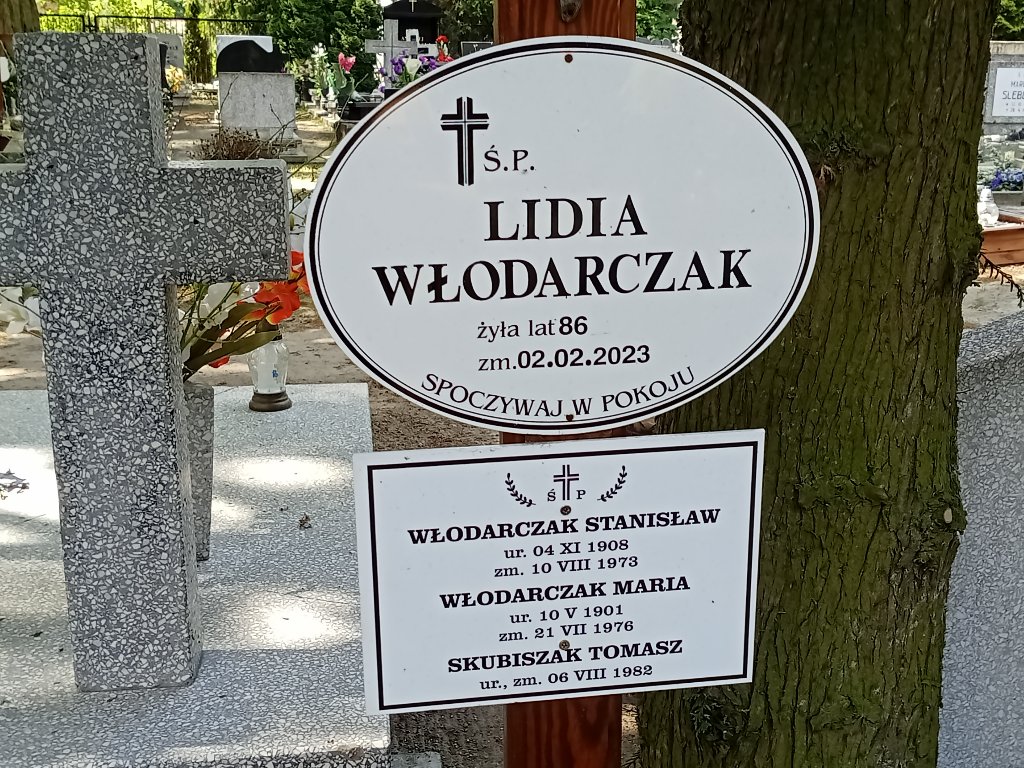 Ś.P.
LIDIA
WŁODARCZAK
żyła lat 86
zm. 02.02.2023
SPOCZYWAJ W POKOJU
Ś P
WŁODARCZAK STANISŁAW
ur. 04 XI 1908
zm. 10 VIII 1973
WŁODARCZAK MARIA
ur. 10 V 1901
zm. 21 VII 1976
SKUBISZAK TOMASZ
ur., zm. 06 VIII 1982